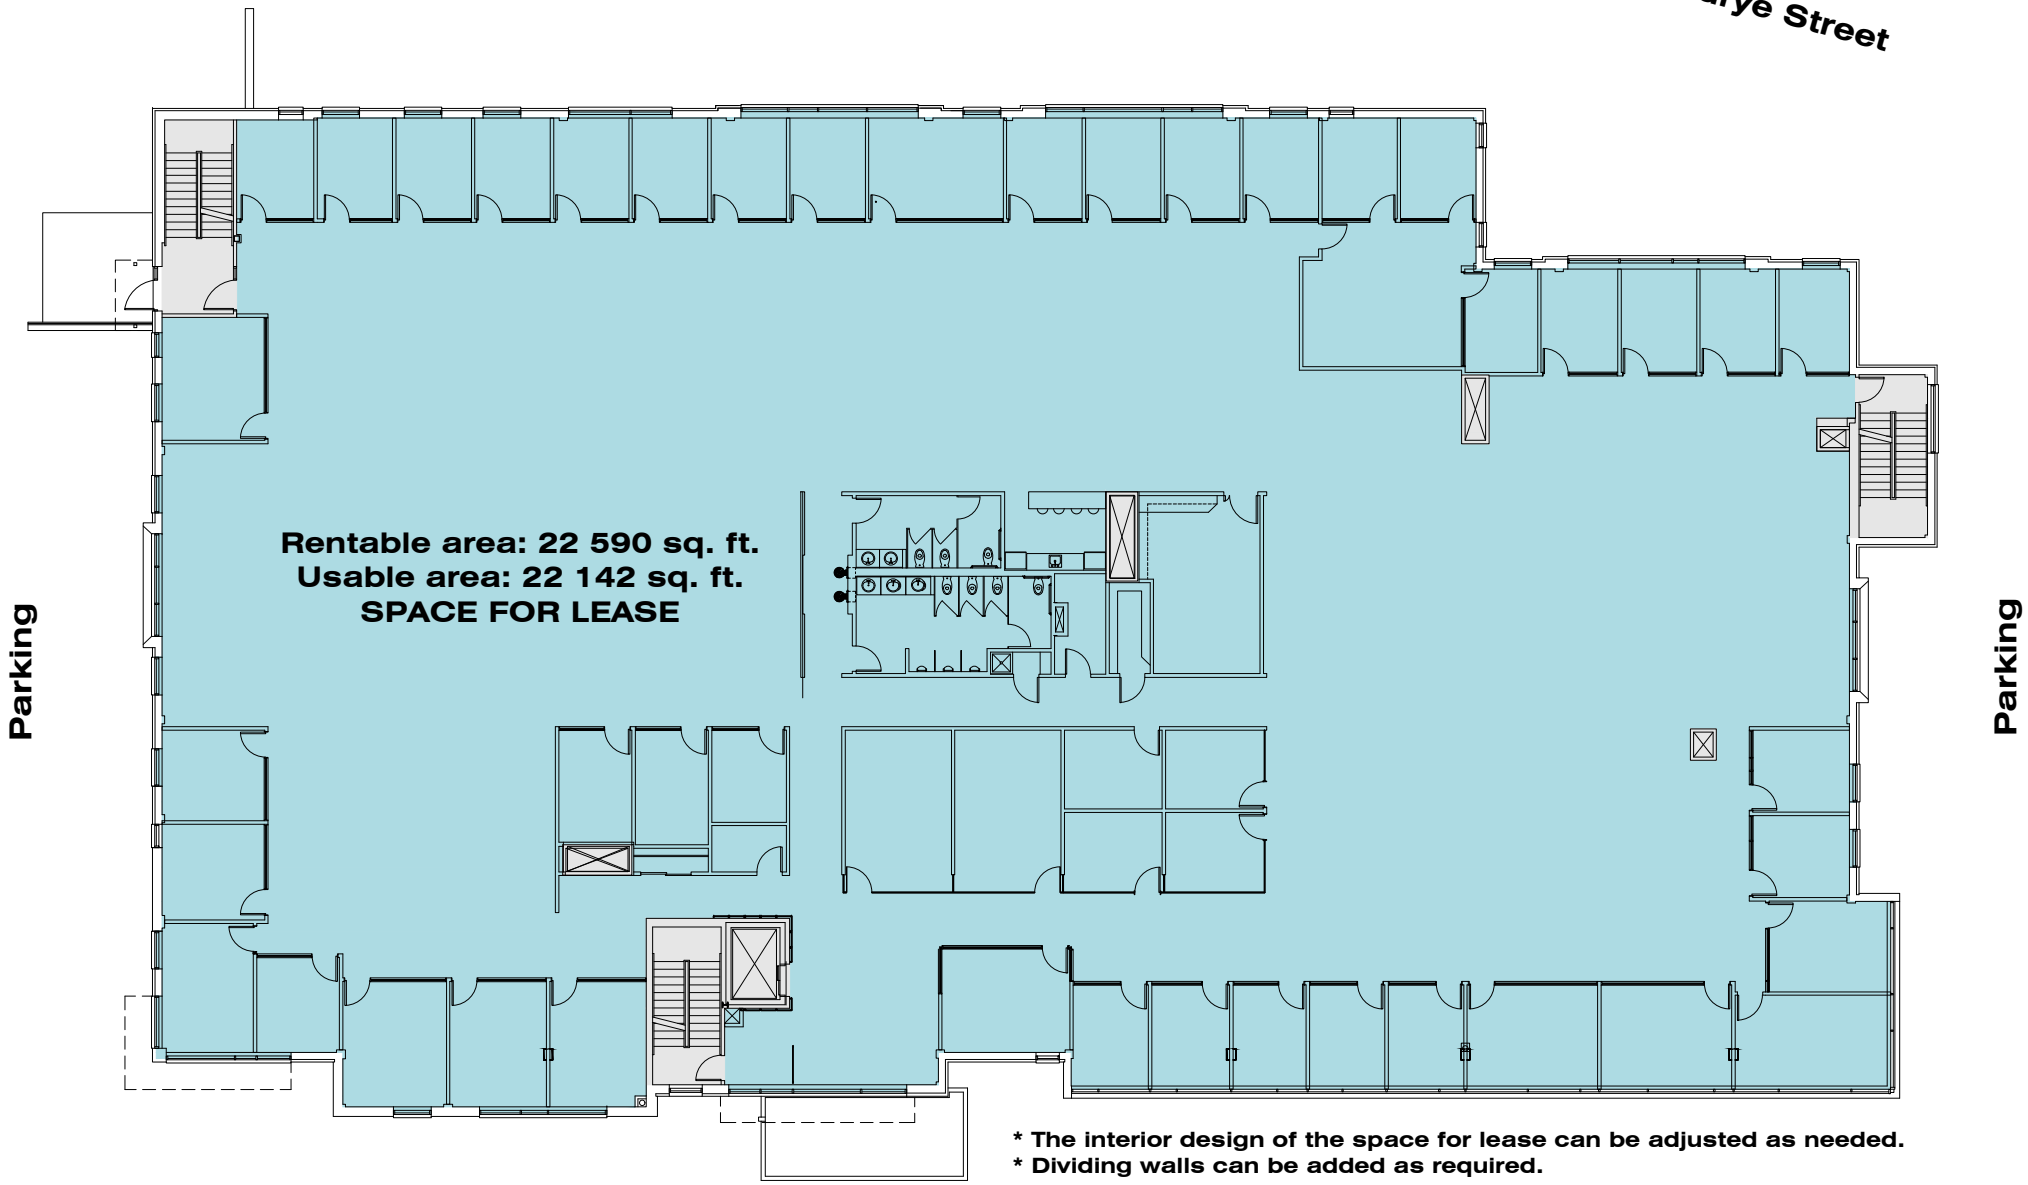 Street
Rentable area: 22 590 sq. ft.
Usable area: 22 142 sq. ft.
SPACE FOR LEASE
Parking
Parking
* The interior design of the space for lease can be adjusted as needed.
* Dividing walls can be added as required.